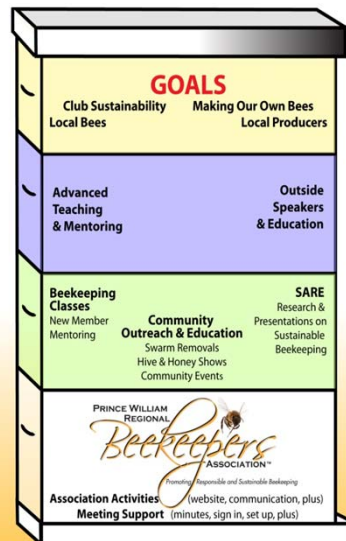 GOALS
Club Sustainability Making Our Own Bees
Local Bees Local Producers
Advanced
Teaching
& Mentoring
Outside
Speakers
& Education
Beekeeping
Classes
New Member
Mentoring
Community
Outreach & Education
Swarm Removals
Hive & Honey Shows
Community Events
SARE
Research &
Presentations on
Sustainable
Beekeeping
PRINCE WILLIAM
REGIONAL
Beekeepers
ASSOCIATION™
Promoting Responsible and Sustainable Beekeeping
Association Activities (website, communication, plus)
Meeting Support (minutes, sign in, set up, plus)